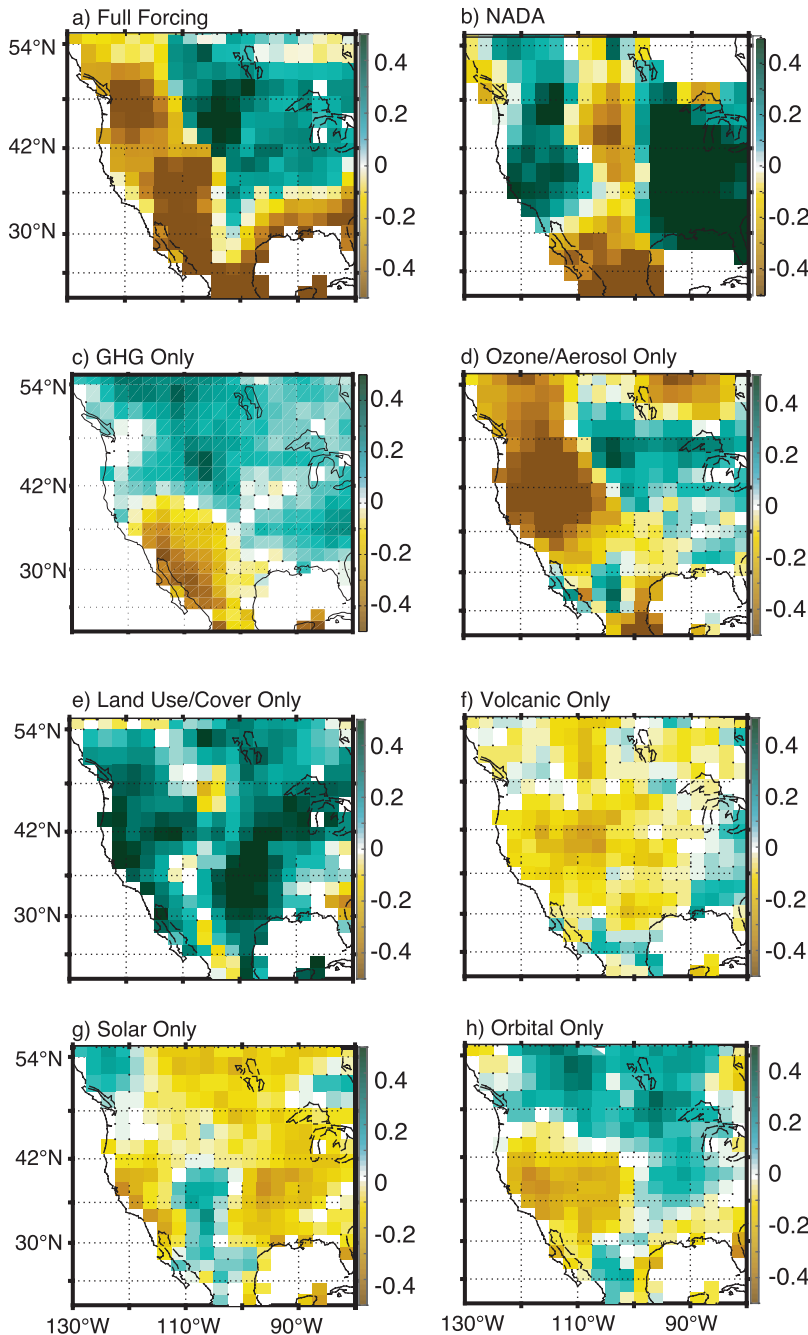 a) Full Forcing
b) NADA
54°N
42°N
30°N
0.4
0.2
0
-0.2
-0.4
0.4
0.2
0
-0.2
-0.4
c) GHG Only
d) Ozone/Aerosol Only
54°N
42°N
30°N
0.4
0.2
0
-0.2
-0.4
0.4
0.2
0
-0.2
-0.4
e) Land Use/Cover Only
f) Volcanic Only
54°N
42°N
30°N
0.4
0.2
0
-0.2
-0.4
0.4
0.2
0
-0.2
-0.4
g) Solar Only
h) Orbital Only
54°N
42°N
30°N
0.4
0.2
0
-0.2
-0.4
0.4
0.2
0
-0.2
-0.4
130°W 110°W 90°W
130°W 110°W 90°W